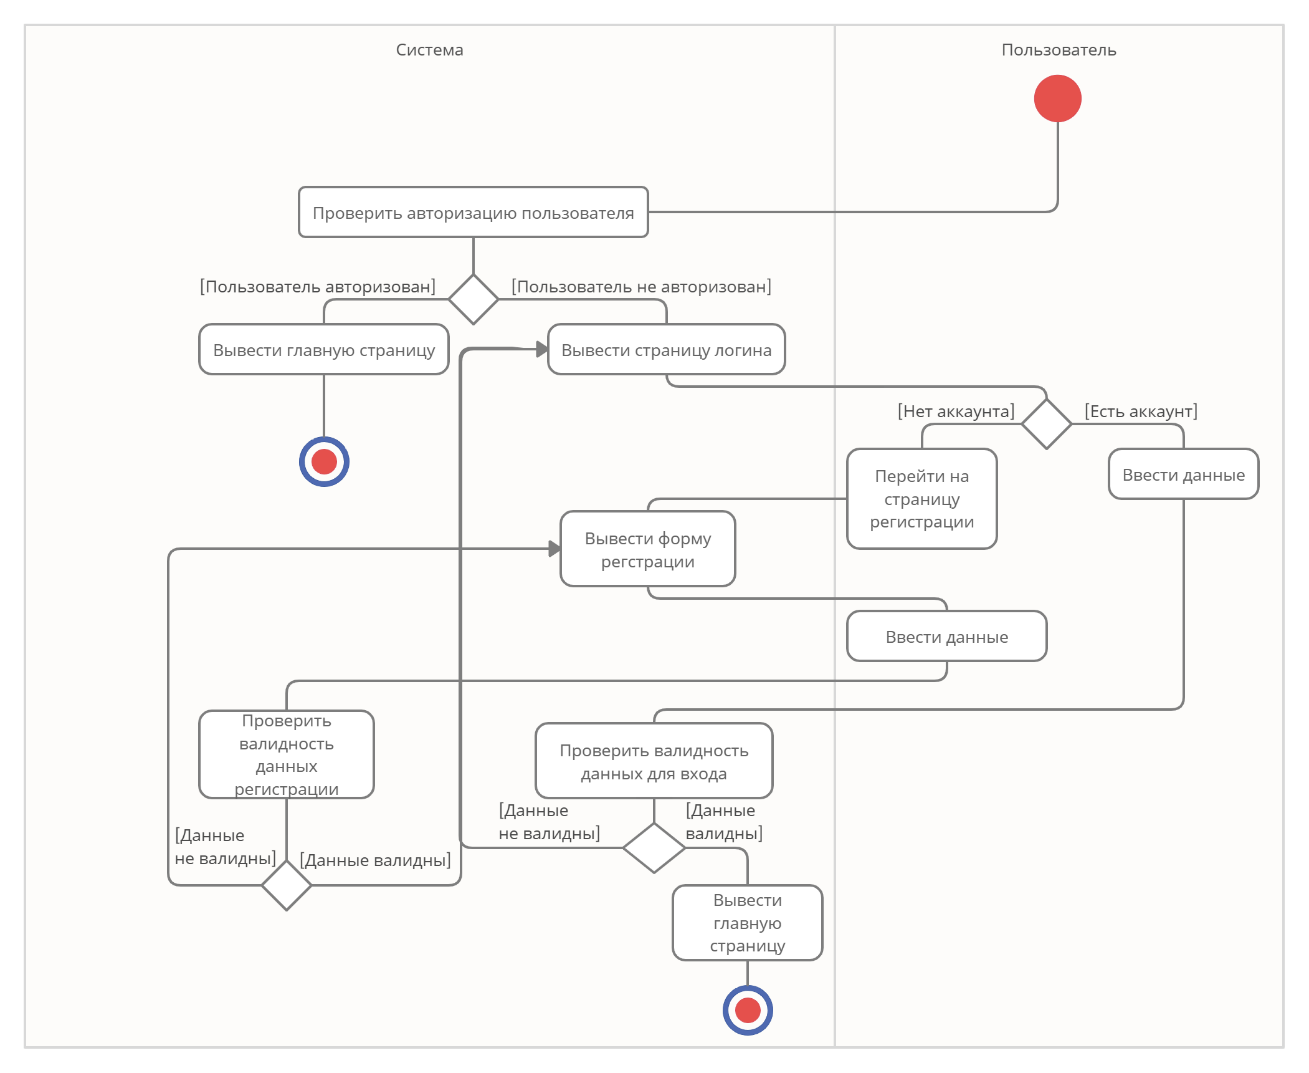 Система
Пользователь
Проверить авторизацию пользователя
[Пользователь авторизован]
[Пользователь не авторизован]
Вывести главную страницу
Вывести страницу логина
[Нет аккаунта]
[Есть аккаунт]
Перейти на
страницу
регистрации
Ввести данные
Вывести форму
регстрации
Ввести данные
Проверить
валидность
данных
регистрации
Проверить валидность
данных для входа
[Данные
не валидны]
[Данные
валидны]
[Данные
не валидны]
[Данные валидны]
Вывести
главную
страницу